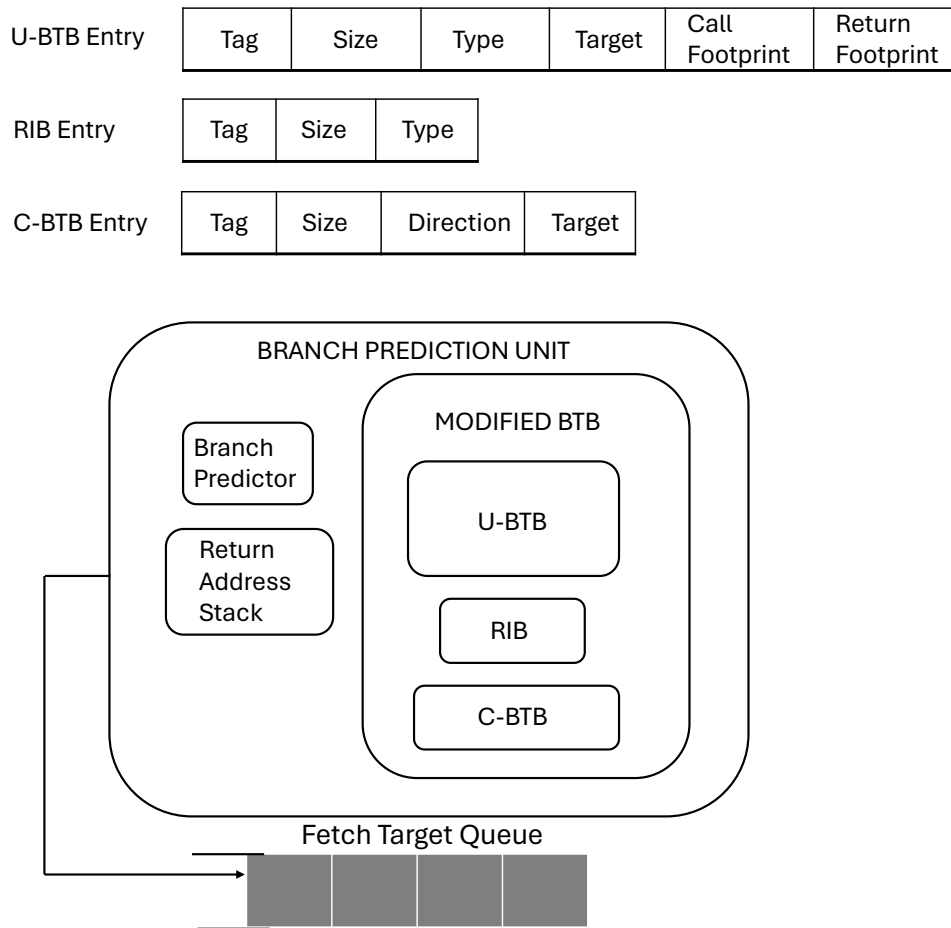 U-BTB Entry Tag Size Type Target Call Footprint Return Footprint
RIB Entry Tag Size Type
C-BTB Entry Tag Size Direction Target
BRANCH PREDICTION UNIT
MODIFIED BTB
Branch
Predictor
U-BTB
Return
Address
Stack
RIB
C-BTB
Fetch Target Queue